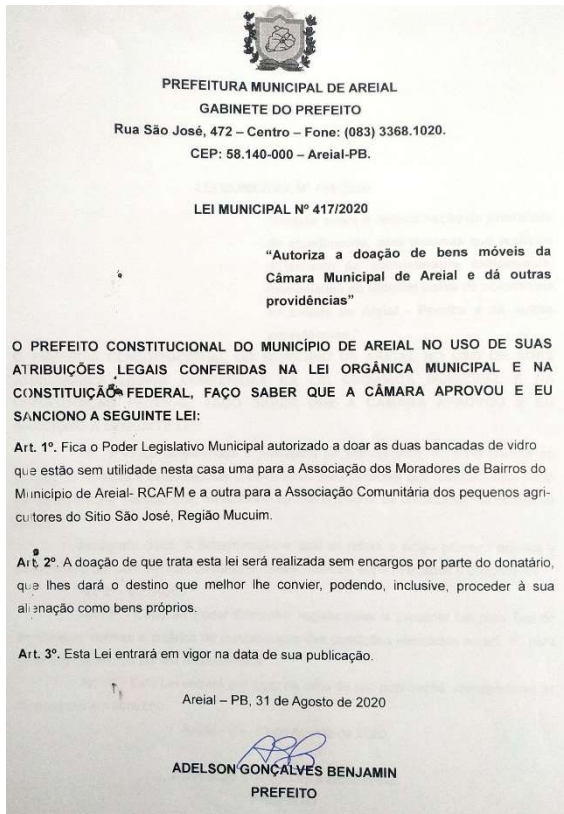 PREFEITURA MUNICIPAL DE AREIAL
GABINETE DO PREFEITO
Rua São José, 472 – Centro – Fone: (083) 3368.1020.
CEP: 58.140-000 – Areial-PB.
LEI MUNICIPAL Nº 417/2020
“Autoriza a doação de bens móveis da
Câmara Municipal de Areial e dá outras
providências”
O PREFEITO CONSTITUCIONAL DO MUNICÍPIO DE AREIAL NO USO DE SUAS
ATRIBUIÇÕES LEGAIS CONFERIDAS NA LEI ORGÂNICA MUNICIPAL E NA
CONSTITUIÇÃO FEDERAL, FAÇO SABER QUE A CÂMARA APROVOU E EU
SANCIONO A SEGUINTE LEI:
Art. 1º. Fica o Poder Legislativo Municipal autorizado a doar as duas bancadas de vidro
que estão sem utilidade nesta casa uma para a Associação dos Moradores de Bairros do
Município de Areial- RCAFM e a outra para a Associação Comunitária dos pequenos agri-
cultores do Sitio São José, Região Mucuim.
Art. 2º. A doação de que trata esta lei será realizada sem encargos por parte do donatário,
que lhes dará o destino que melhor lhe convier, podendo, inclusive, proceder à sua
alienação como bens próprios.
Art. 3º. Esta Lei entrará em vigor na data de sua publicação.
Areial – PB, 31 de Agosto de 2020
ADELSON GONÇALVES BENJAMIN
PREFEITO